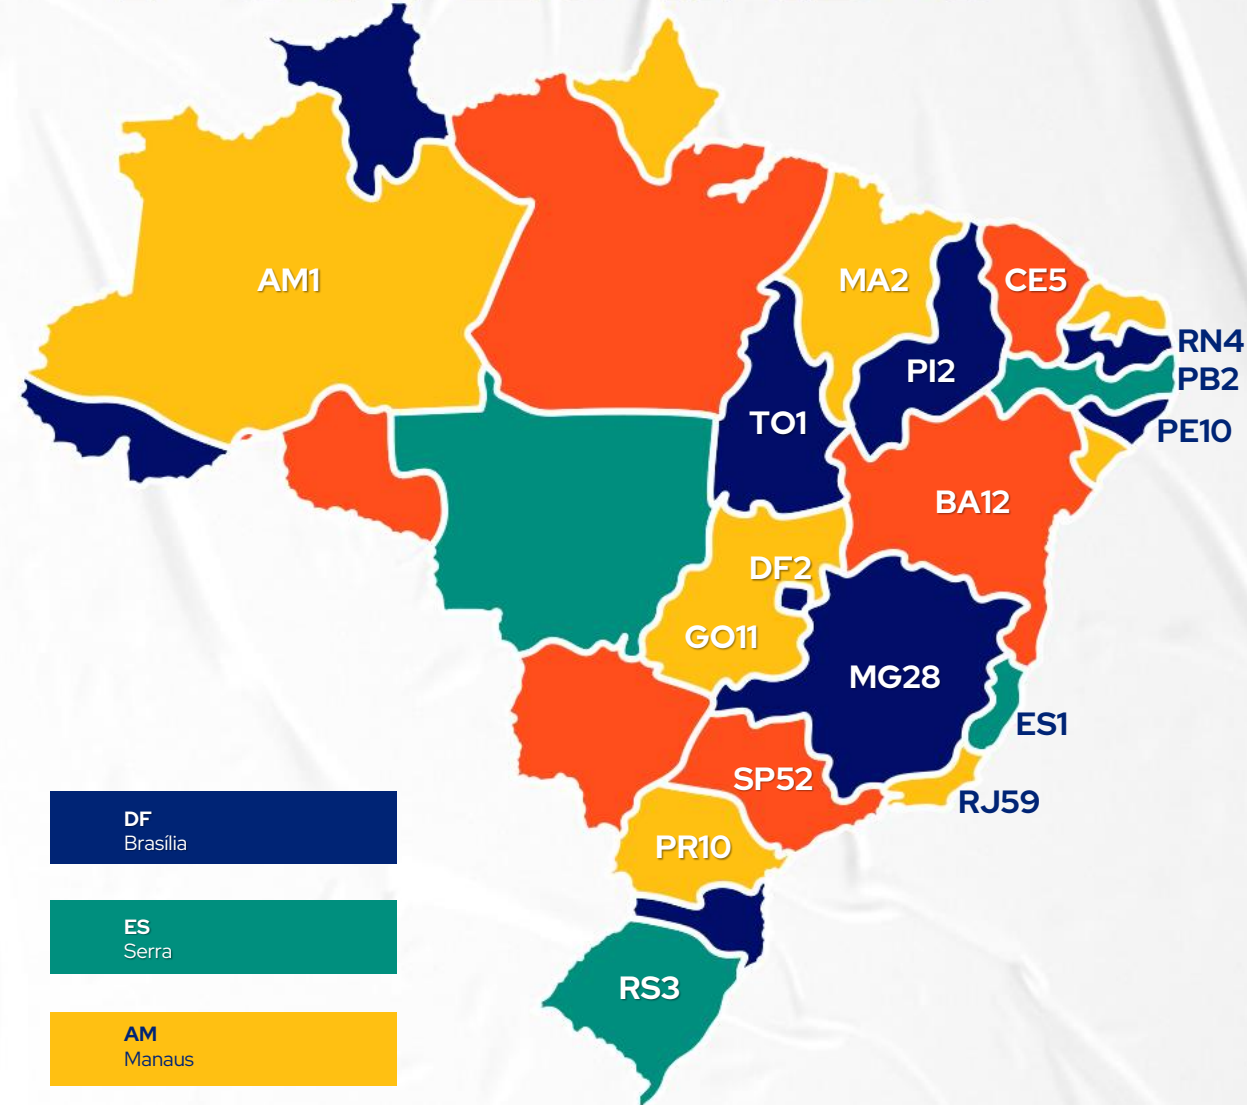 AM1
MA2
CE5
RN4
PI2
PB2
TO1
PE10
BA12
DF2
GO11
MG28
ES1
SP52
RJ59
PR10
RS3
DF
Brasília
ES
Serra
AM
Manaus